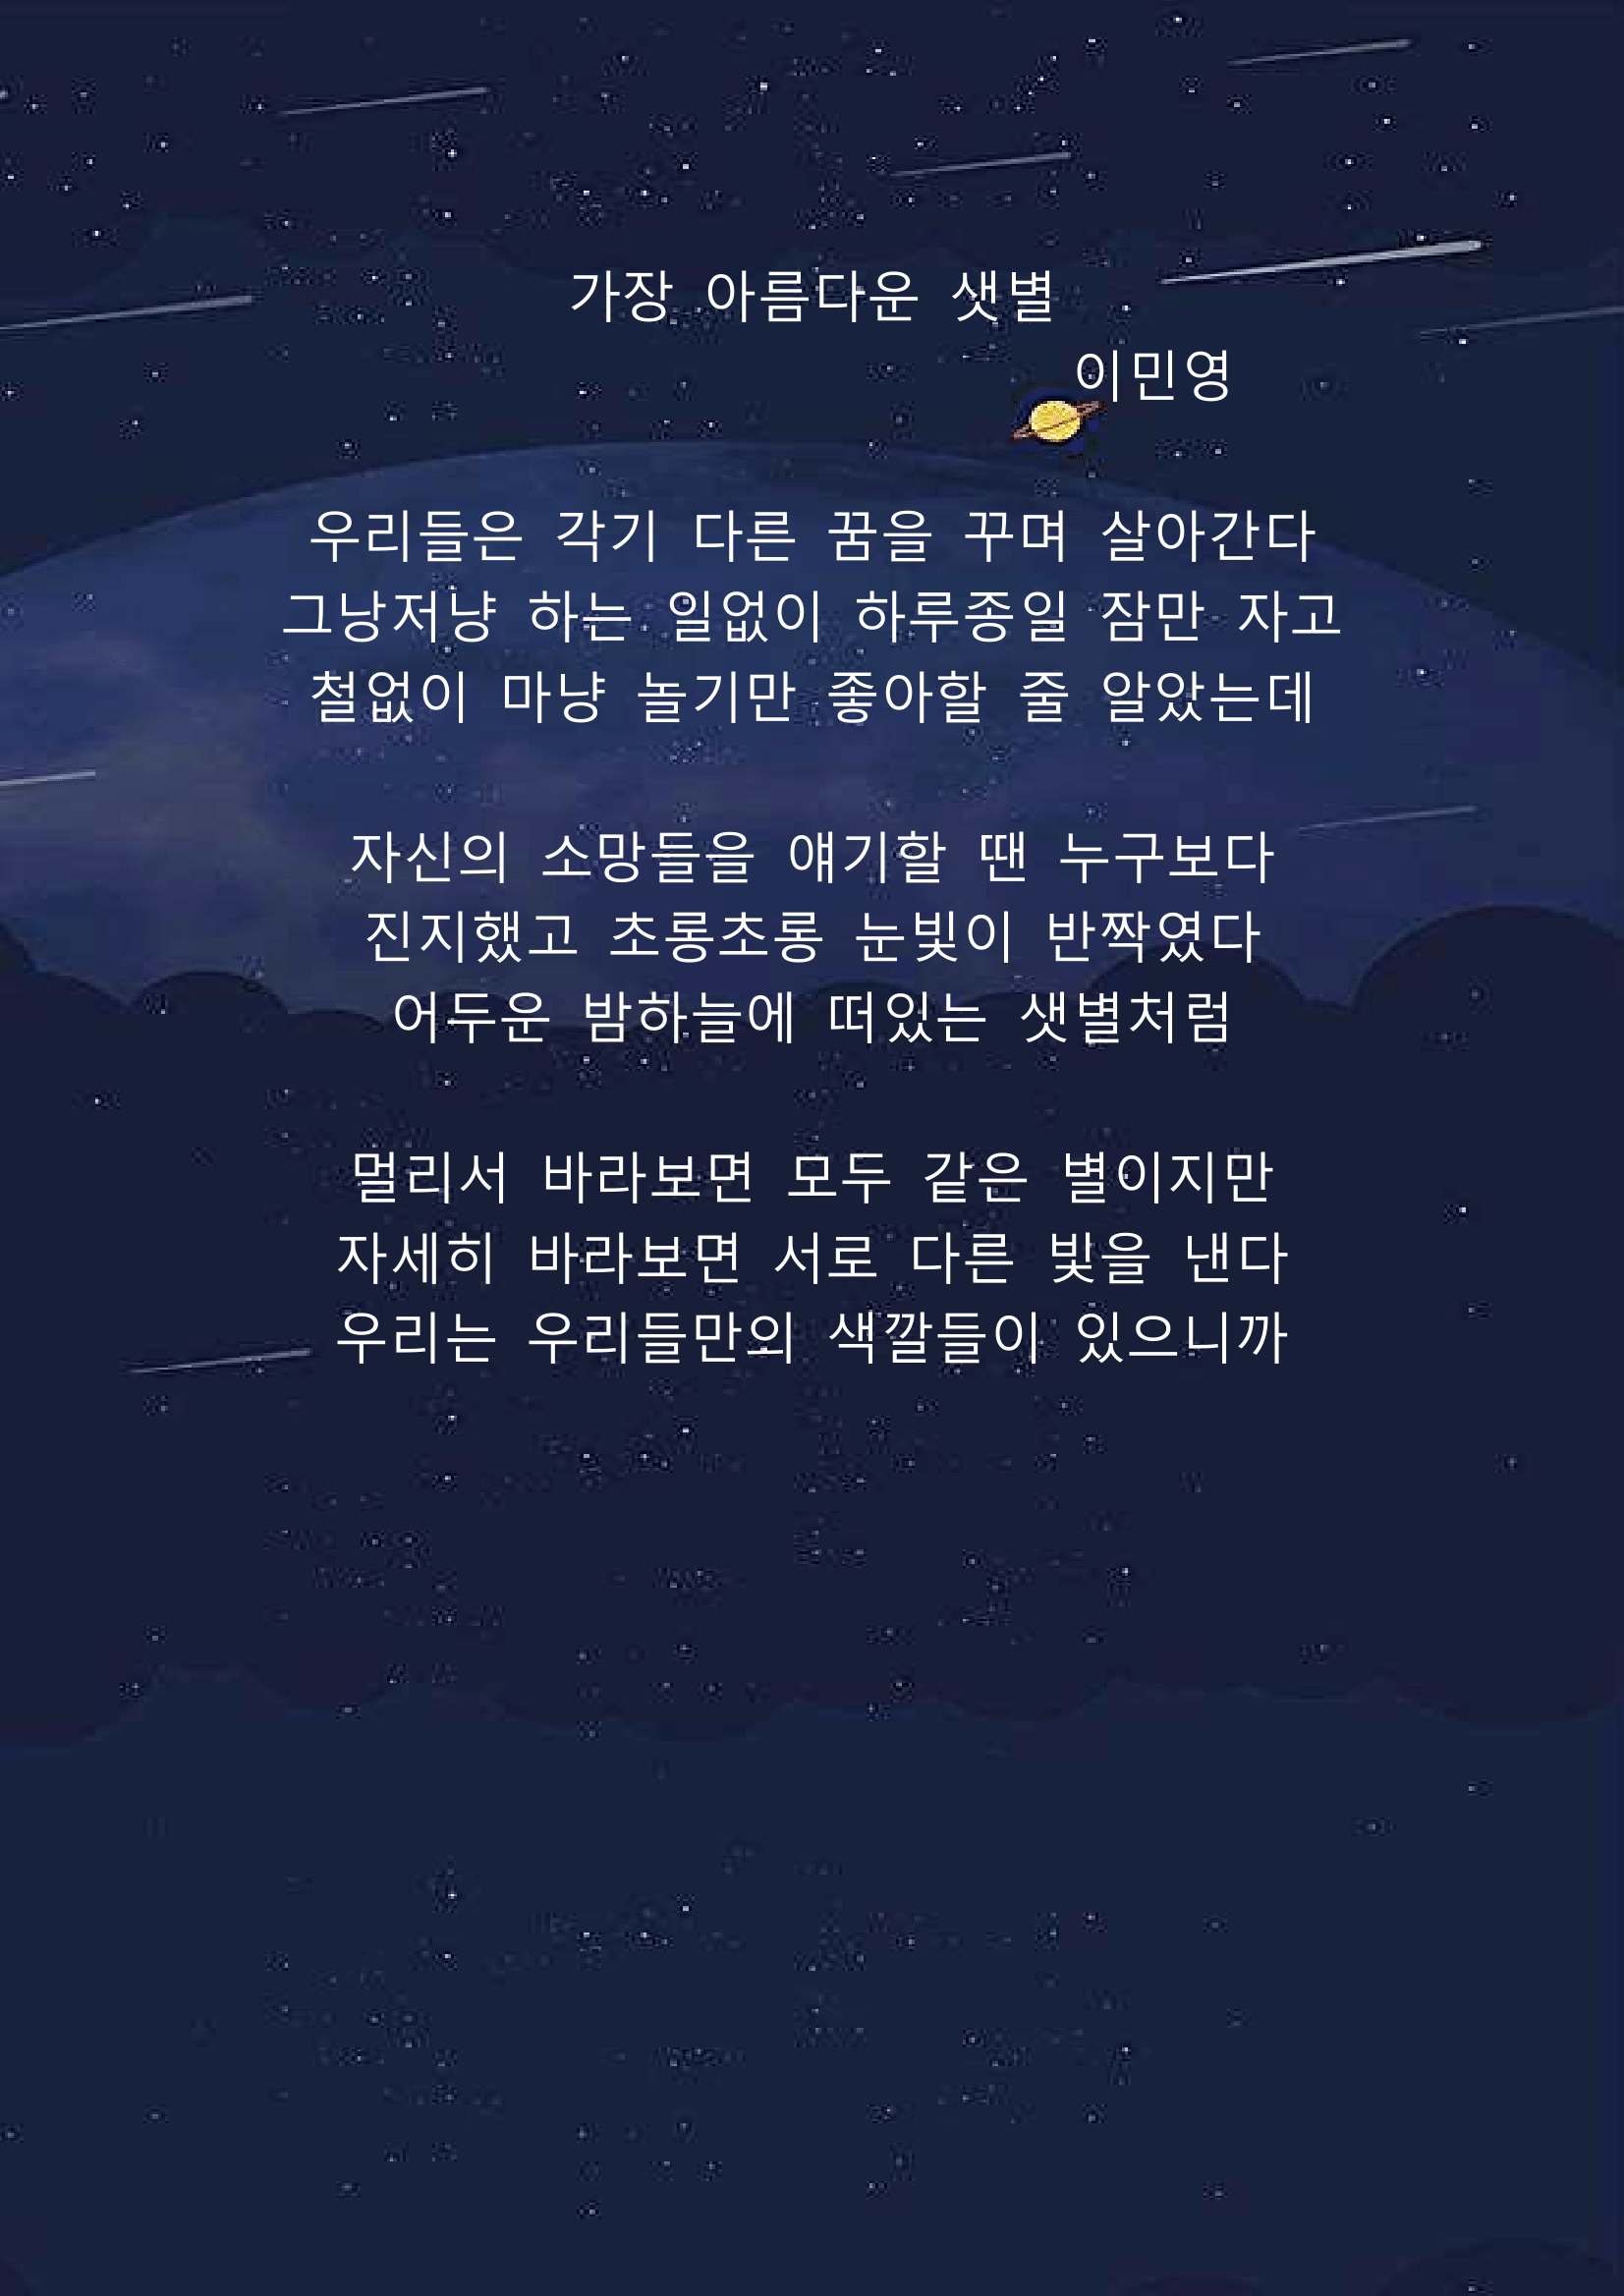 가장 아름다운 샛별
이민영
우리들은 각기 다른 꿈을 꾸며 살아간다
그냥저냥 하는 일없이 하루종일 잠만 자고
철없이 마냥 놀기만 좋아할 줄 알았는데
자신의 소망들을 얘기할 땐 누구보다
진지했고 초롱초롱 눈빛이 반짝였다
어두운 밤하늘에 떠있는 샛별처럼
멀리서 바라보면 모두 같은 별이지만
자세히 바라보면 서로 다른 빛을 낸다
우리는 우리들만의 색깔들이 있으니까